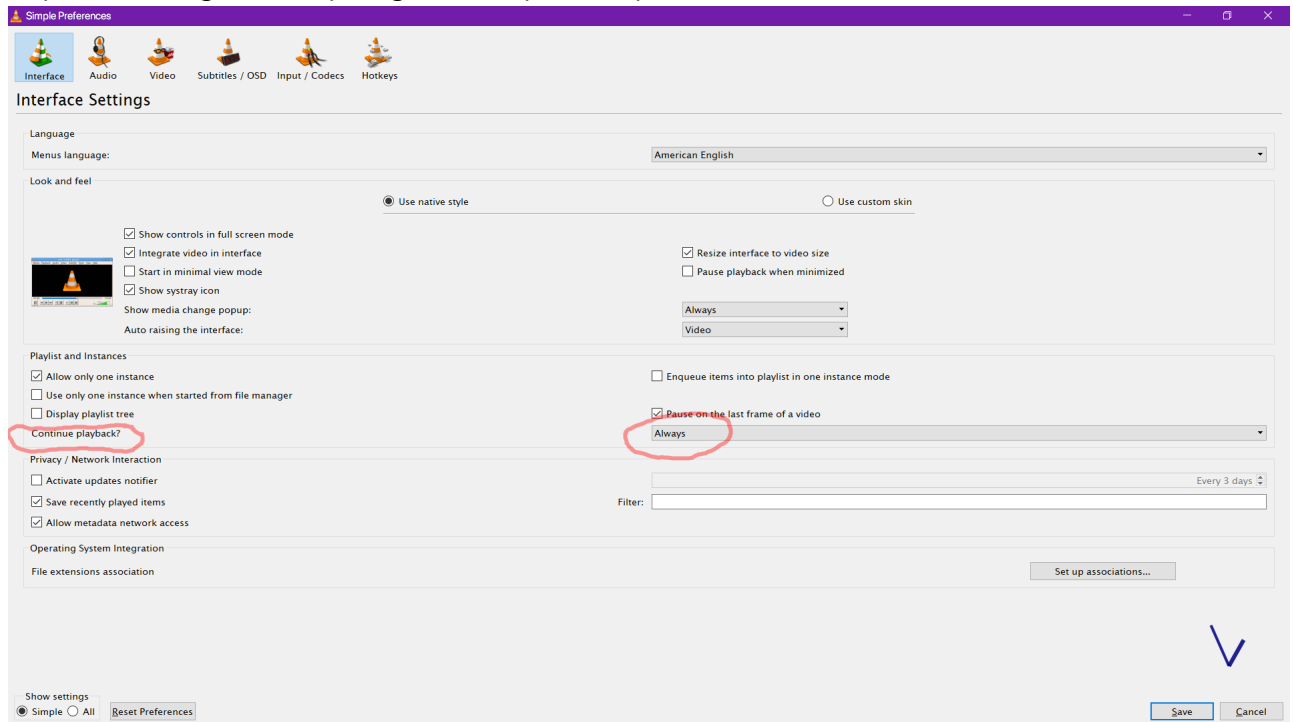 Simple Preferences
Interface Audio Video Subtitles / OSD Input / Codecs Hotkeys
Interface Settings
Language
Menus language: American English
Look and feel
Use native style Use custom skin
Show controls in full screen mode
Integrate video in interface Resize interface to video size
Start in minimal view mode Pause playback when minimized
Show systray icon
Show media change popup: Always
Auto raising the interface: Video
Playlist and Instances
Allow only one instance Enqueue items into playlist in one instance mode
Use only one instance when started from file manager
Display playlist tree Pause on the last frame of a video
Continue playback? Always
Privacy / Network Interaction
Activate updates notifier Every 3 days
Save recently played items Filter:
Allow metadata network access
Operating System Integration
File extensions association Set up associations...
Show settings
Simple All Reset Preferences Save Cancel